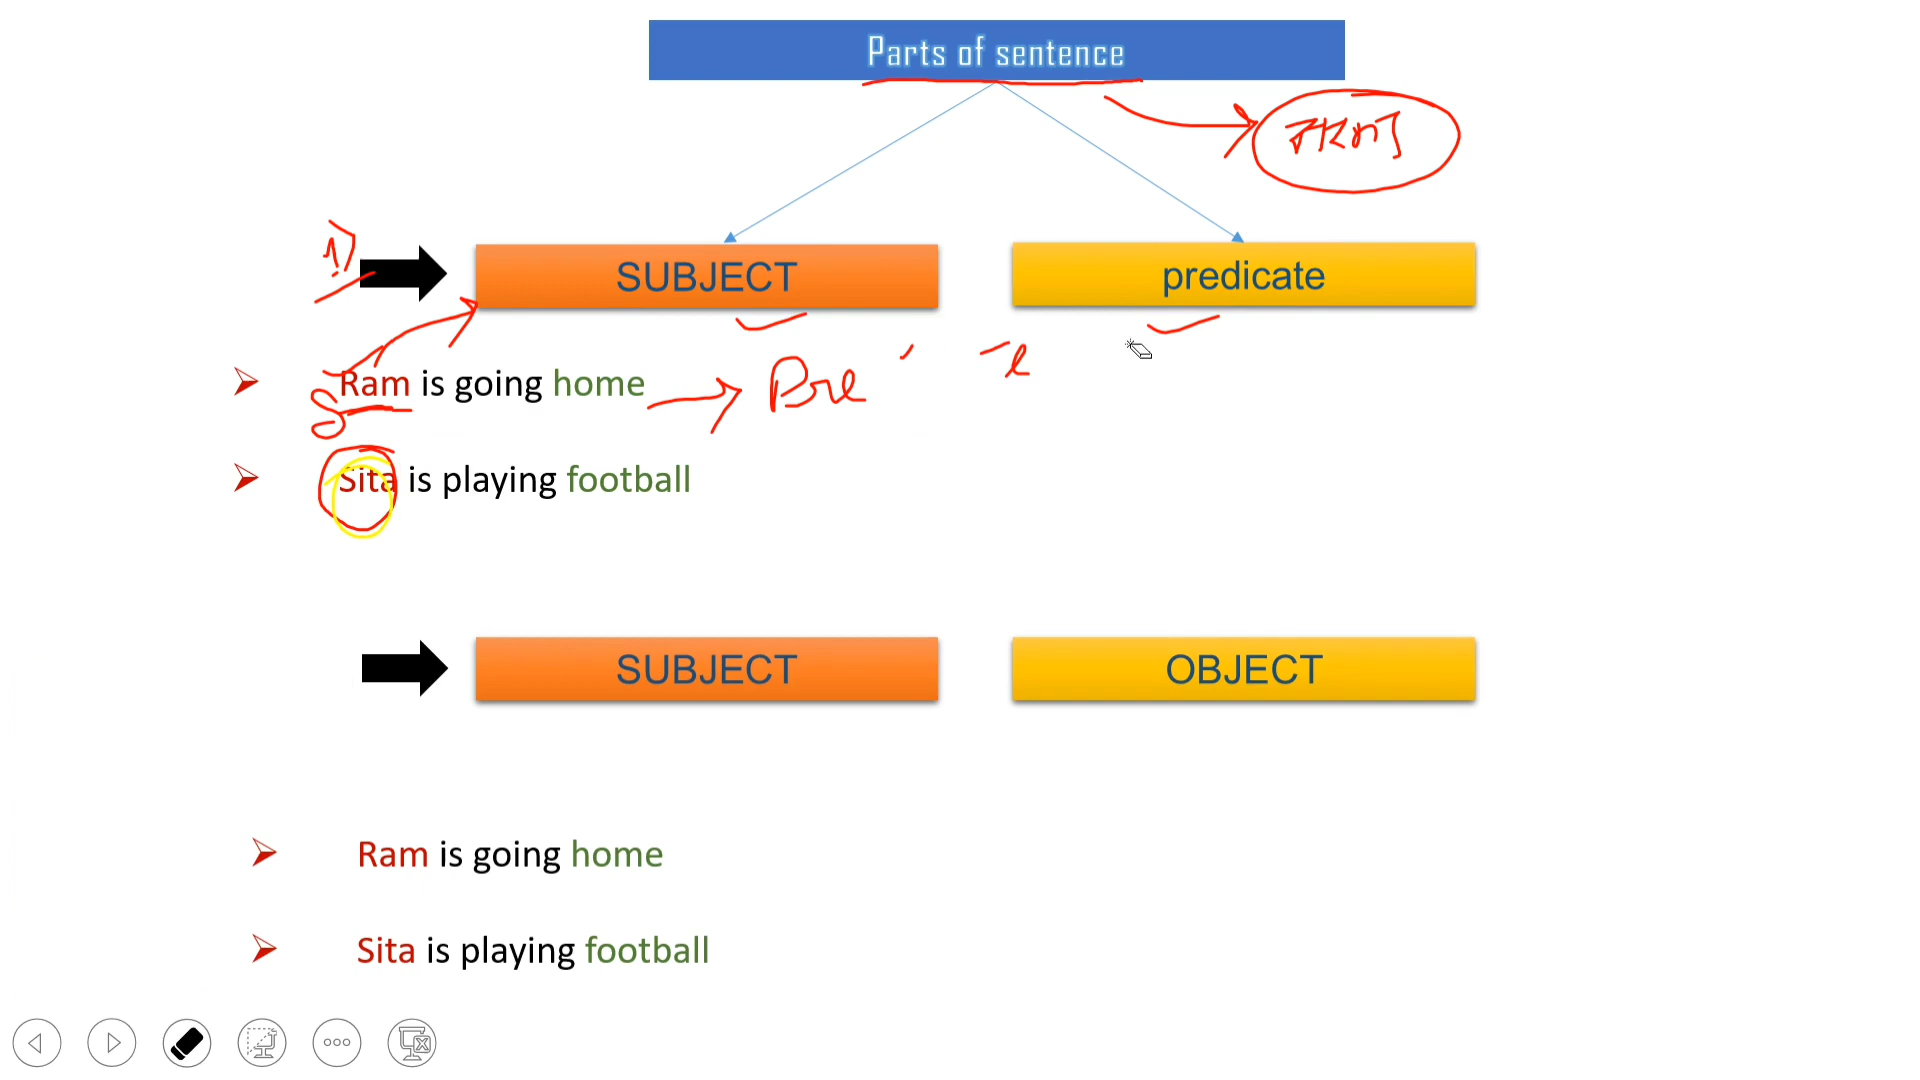 Parts of sentence
1)
SUBJECT predicate
Ram is going home
S
Sita is playing football
SUBJECT OBJECT
Ram is going home
Sita is playing football